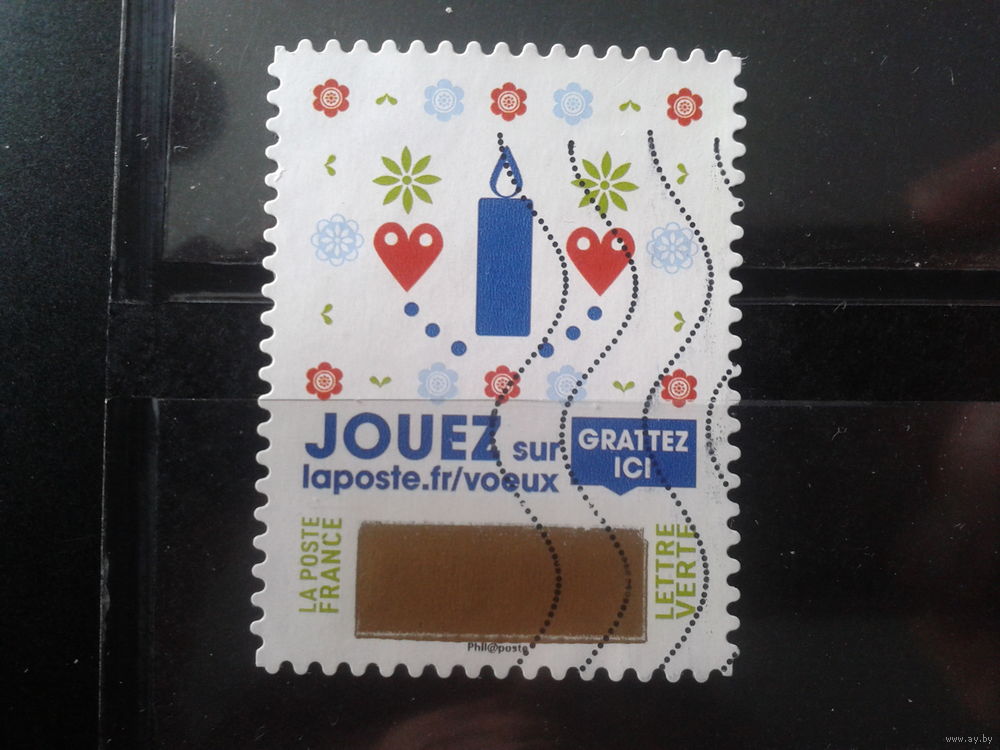 JOUEZ sur
laposte.fr/voeux
GRATTEZ
ICI
LA POSTE
FRANCE
LETTRE
VERTE
Phil@poste
www.ay.by